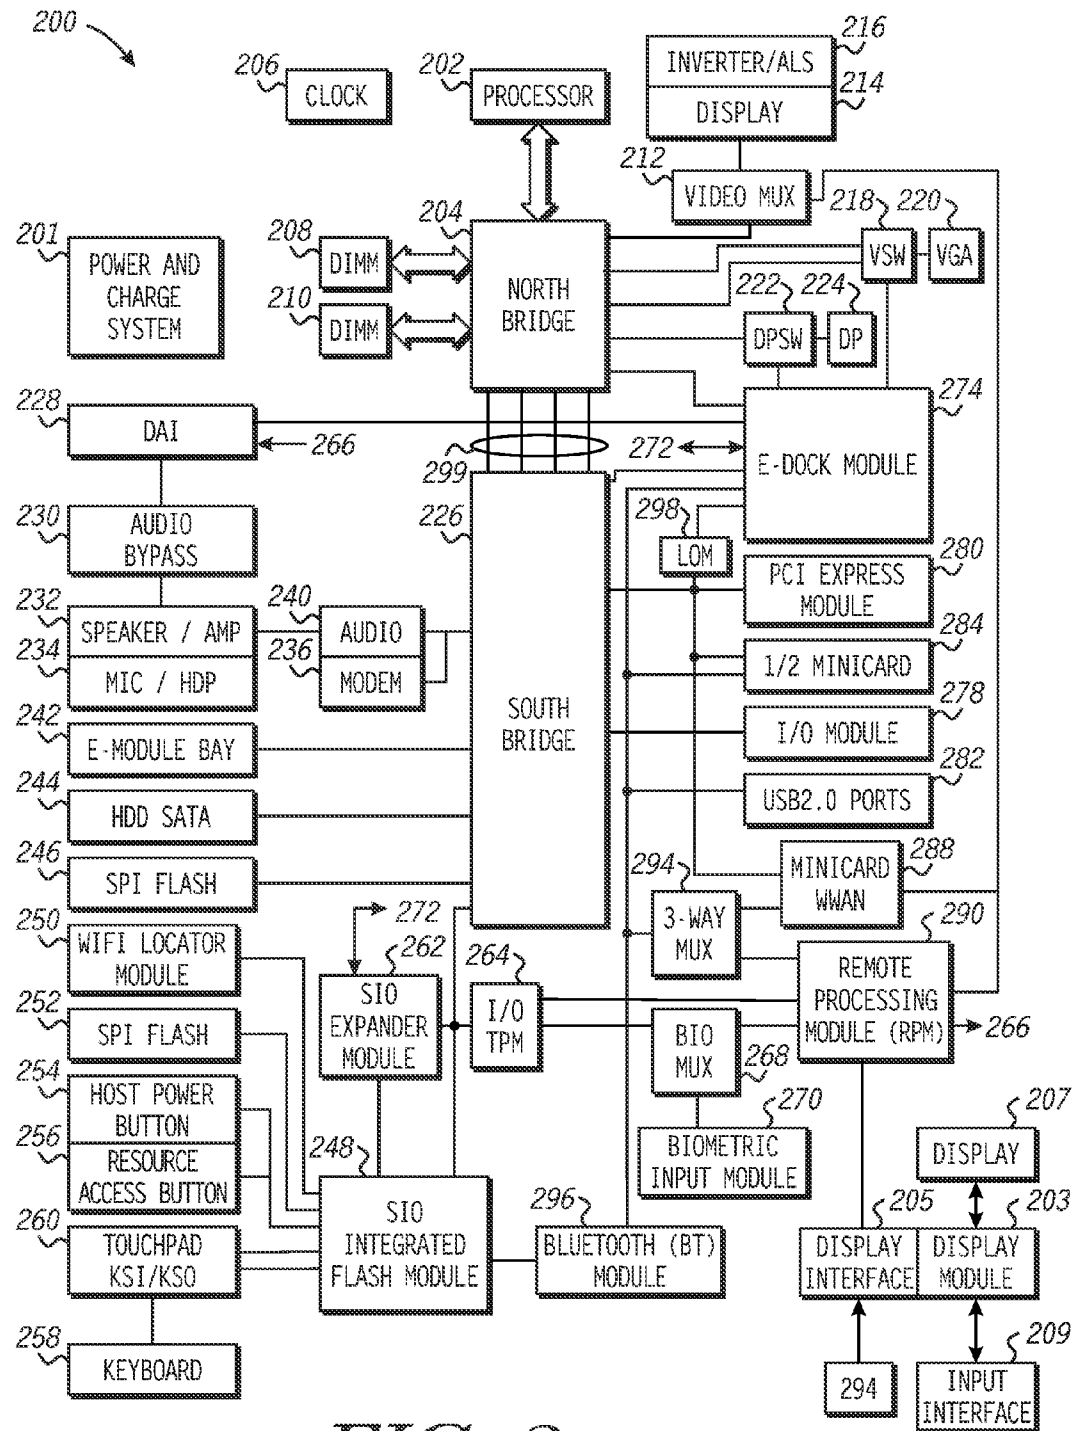 200
206
CLOCK
202
PROCESSOR
216
INVERTER/ALS
214
DISPLAY
212
VIDEO MUX
201
POWER AND
CHARGE
SYSTEM
208
DIMM
210
DIMM
204
NORTH
BRIDGE
218
VSW
220
VGA
222
DPSW
224
DP
228
DAI
266
299
272
274
E-DOCK MODULE
230
AUDIO
BYPASS
226
SOUTH
BRIDGE
298
LOM
280
PCI EXPRESS
MODULE
232
SPEAKER / AMP
234
MIC / HDP
240
AUDIO
236
MODEM
284
1/2 MINICARD
242
E-MODULE BAY
278
I/O MODULE
244
HDD SATA
282
USB2.0 PORTS
246
SPI FLASH
288
MINICARD
WWAN
294
3-WAY
MUX
250
WIFI LOCATOR
MODULE
272
262
SIO
EXPANDER
MODULE
264
I/O
TPM
290
REMOTE
PROCESSING
MODULE (RPM)
266
252
SPI FLASH
BIO
MUX
268
254
HOST POWER
BUTTON
256
RESOURCE
ACCESS BUTTON
270
BIOMETRIC
INPUT MODULE
207
DISPLAY
248
SIO
INTEGRATED
FLASH MODULE
260
TOUCHPAD
KSI/KSO
296
BLUETOOTH (BT)
MODULE
205
DISPLAY
INTERFACE
203
DISPLAY
MODULE
258
KEYBOARD
294
209
INPUT
INTERFACE